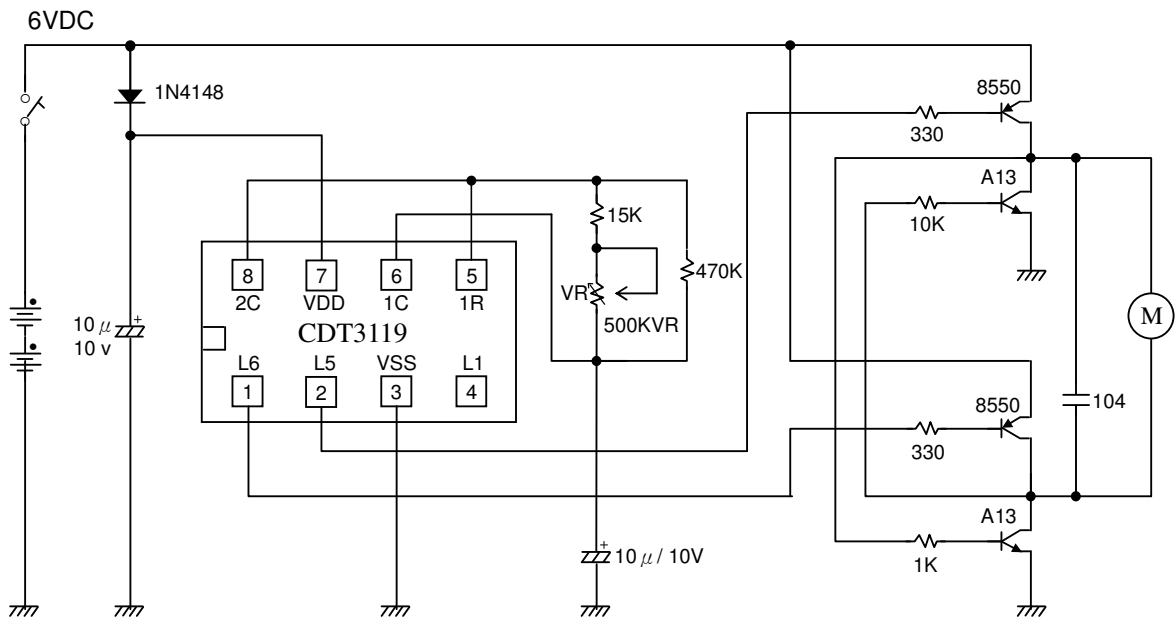 6VDC
1N4148
8550
330
A13
10K
15K
470K
VR
500KVR
8
7
6
5
2C
VDD
1C
1R
CDT3119
L6
L5
VSS
L1
1
2
3
4
10 μ
+
10 v
M
104
8550
330
A13
1K
+
10 μ / 10V